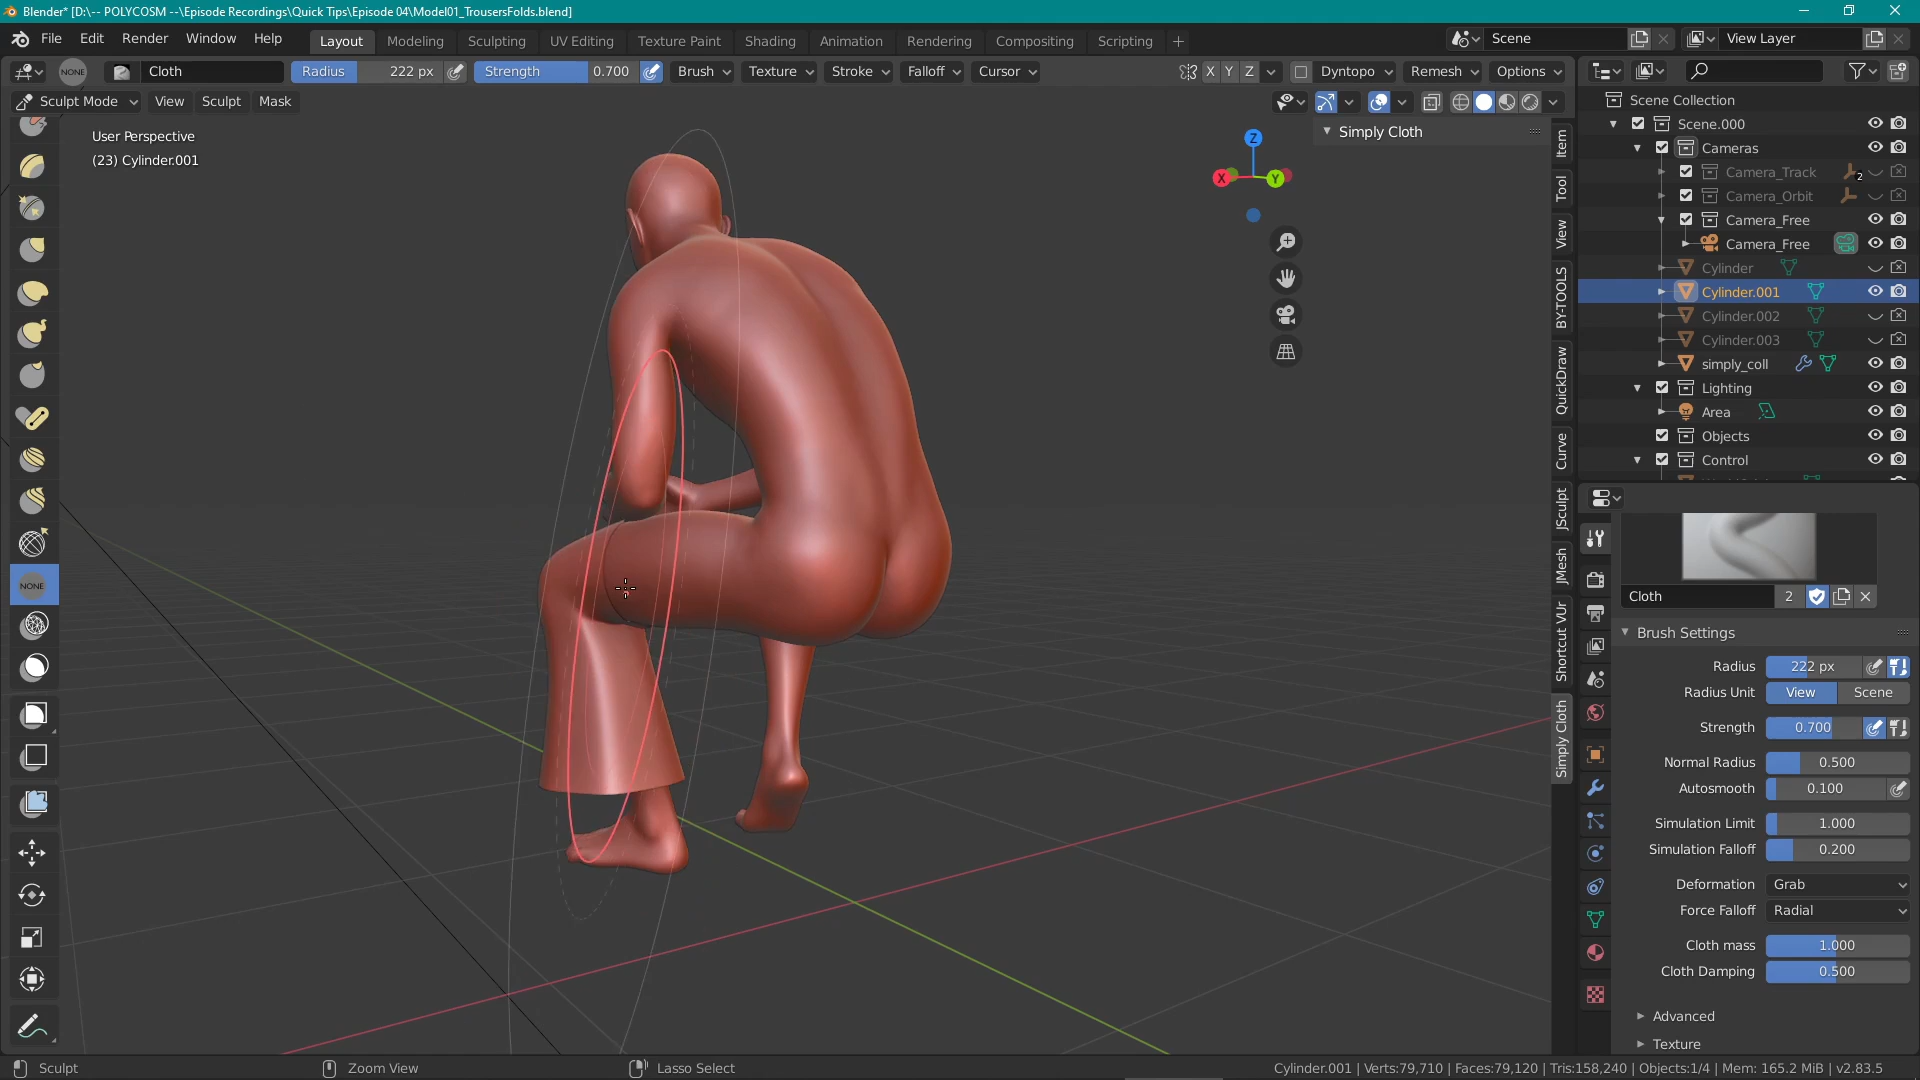 Blender* [D:\-- POLYCOSM --\Episode Recordings\Quick Tips\Episode 04\Model01_TrousersFolds.blend]
File Edit Render Window Help Layout Modeling Sculpting UV Editing Texture Paint Shading Animation Rendering Compositing Scripting + Scene View Layer
NONE Cloth Radius 222 px Strength 0.700 Brush Texture Stroke Falloff Cursor X Y Z Dyntopo Remesh Options
Sculpt Mode View Sculpt Mask
User Perspective
(23) Cylinder.001
Z
X
Y
Simply Cloth
Item
Tool
View
BY-TOOLS
QuickDraw
Curve
JSculpt
JMesh
Shortcut VUr
Simply Cloth
NONE
Scene Collection
Scene.000
Cameras
Camera_Track 2
Camera_Orbit
Camera_Free
Camera_Free
Cylinder
Cylinder.001
Cylinder.002
Cylinder.003
simply_coll
Lighting
Area
Objects
Control
Cloth 2
Brush Settings
Radius 222 px
Radius Unit View Scene
Strength 0.700
Normal Radius 0.500
Autosmooth 0.100
Simulation Limit 1.000
Simulation Falloff 0.200
Deformation Grab
Force Falloff Radial
Cloth mass 1.000
Cloth Damping 0.500
Advanced
Texture
Sculpt Zoom View Lasso Select Cylinder.001 | Verts:79,710 | Faces:79,120 | Tris:158,240 | Objects:1/4 | Mem: 165.2 MiB | v2.83.5